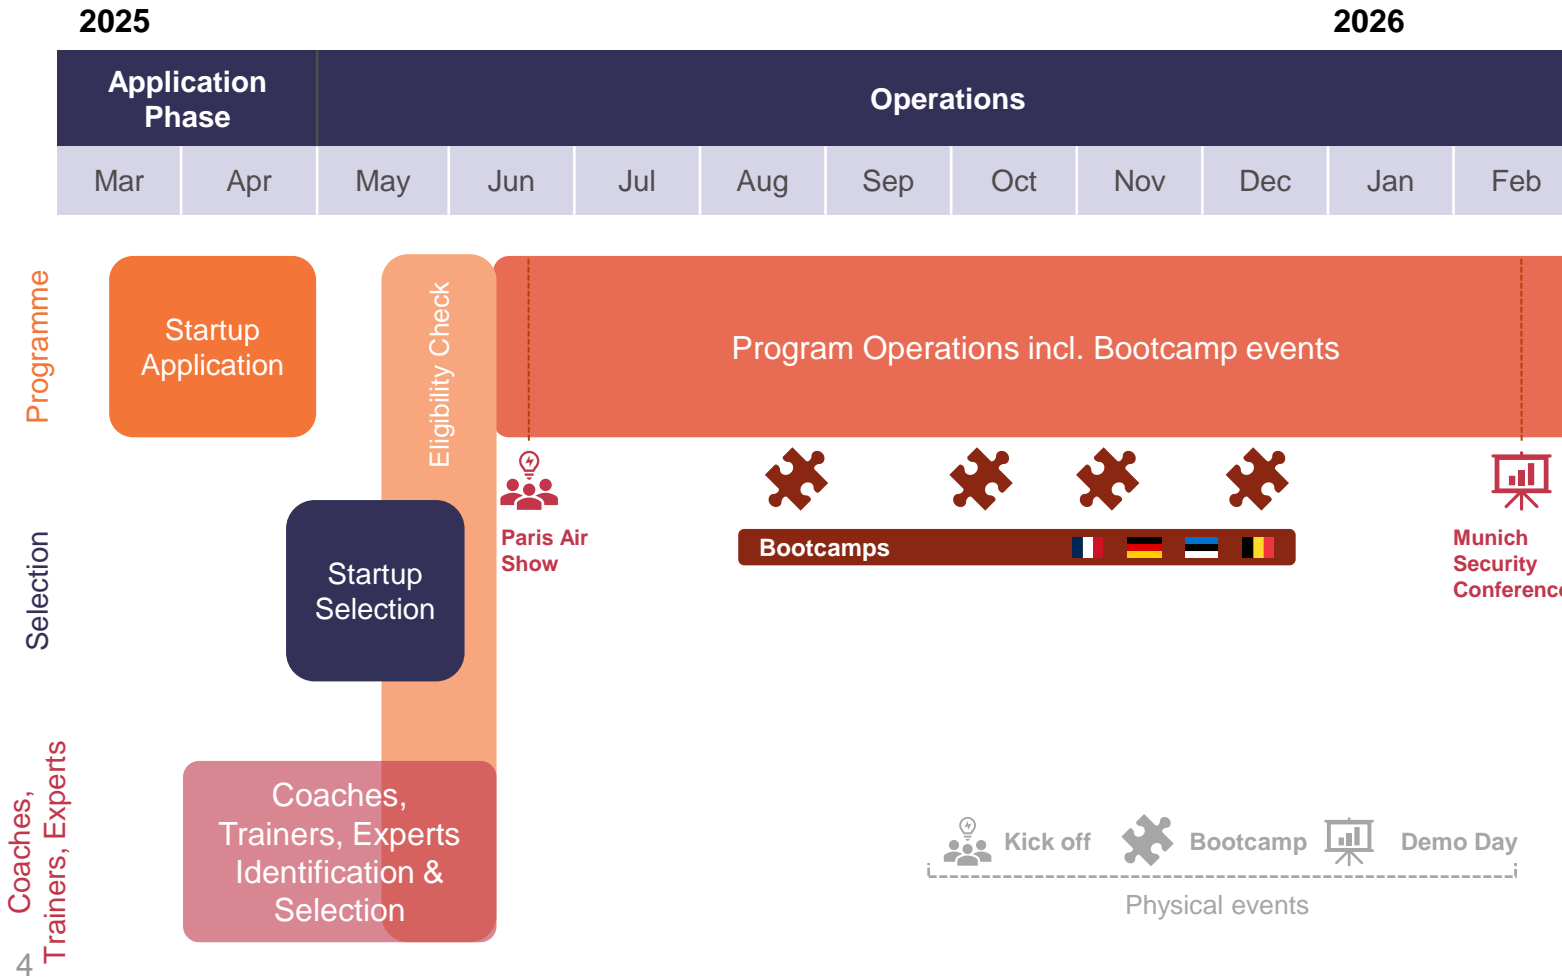 2025
2026
Application
Phase
Operations
Mar
Apr
May
Jun
Jul
Aug
Sep
Oct
Nov
Dec
Jan
Feb
Programme
Startup
Application
Eligibility Check
Program Operations incl. Bootcamp events
Paris Air
Show
Bootcamps
Munich
Security
Conference
Selection
Startup
Selection
Coaches,
Trainers, Experts
Coaches,
Trainers, Experts
Identification &
Selection
Kick off
Bootcamp
Demo Day
Physical events
4